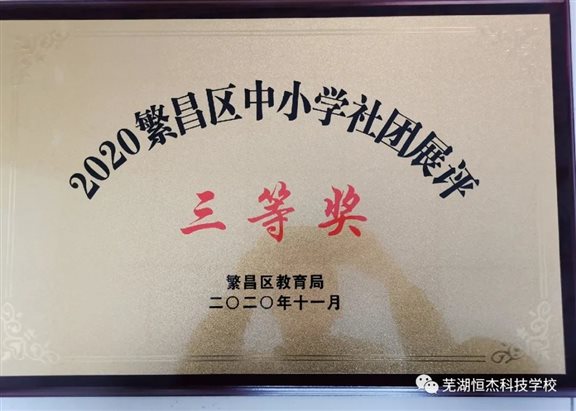 2020繁昌区中小学社团展评
三等奖
繁昌区教育局
二〇二〇年十一月
芜湖恒杰科技学校